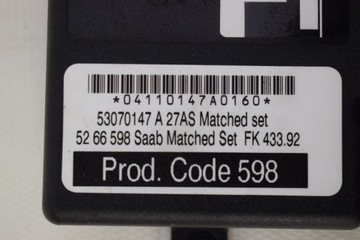 *04110147A0160*
53070147 A 27AS Matched set
52 66 598 Saab Matched Set FK 433.92
Prod. Code 598